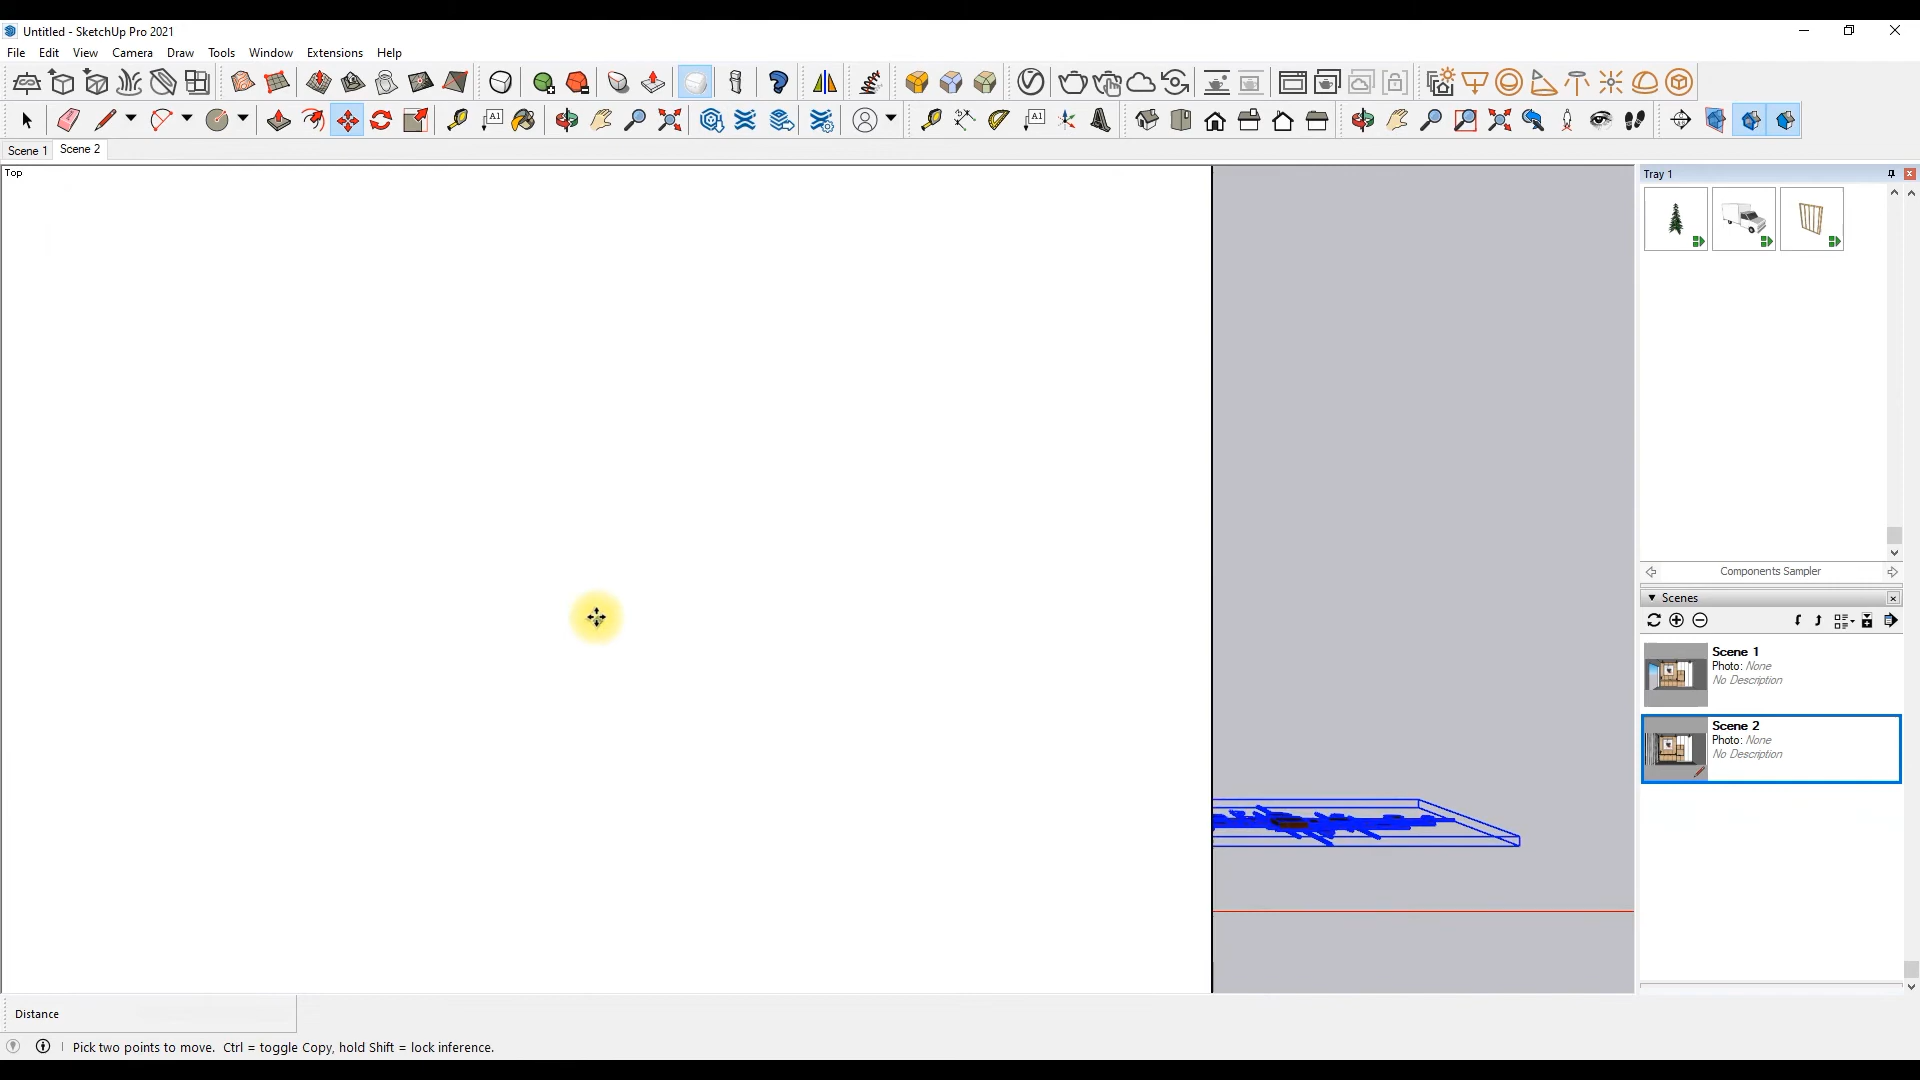 Untitled - SketchUp Pro 2021
File Edit View Camera Draw Tools Window Extensions Help
Scene 1 Scene 2
Top
Tray 1
Components Sampler
Scenes
Scene 1
Photo: None
No Description
Scene 2
Photo: None
No Description
Distance
Pick two points to move. Ctrl = toggle Copy, hold Shift = lock inference.